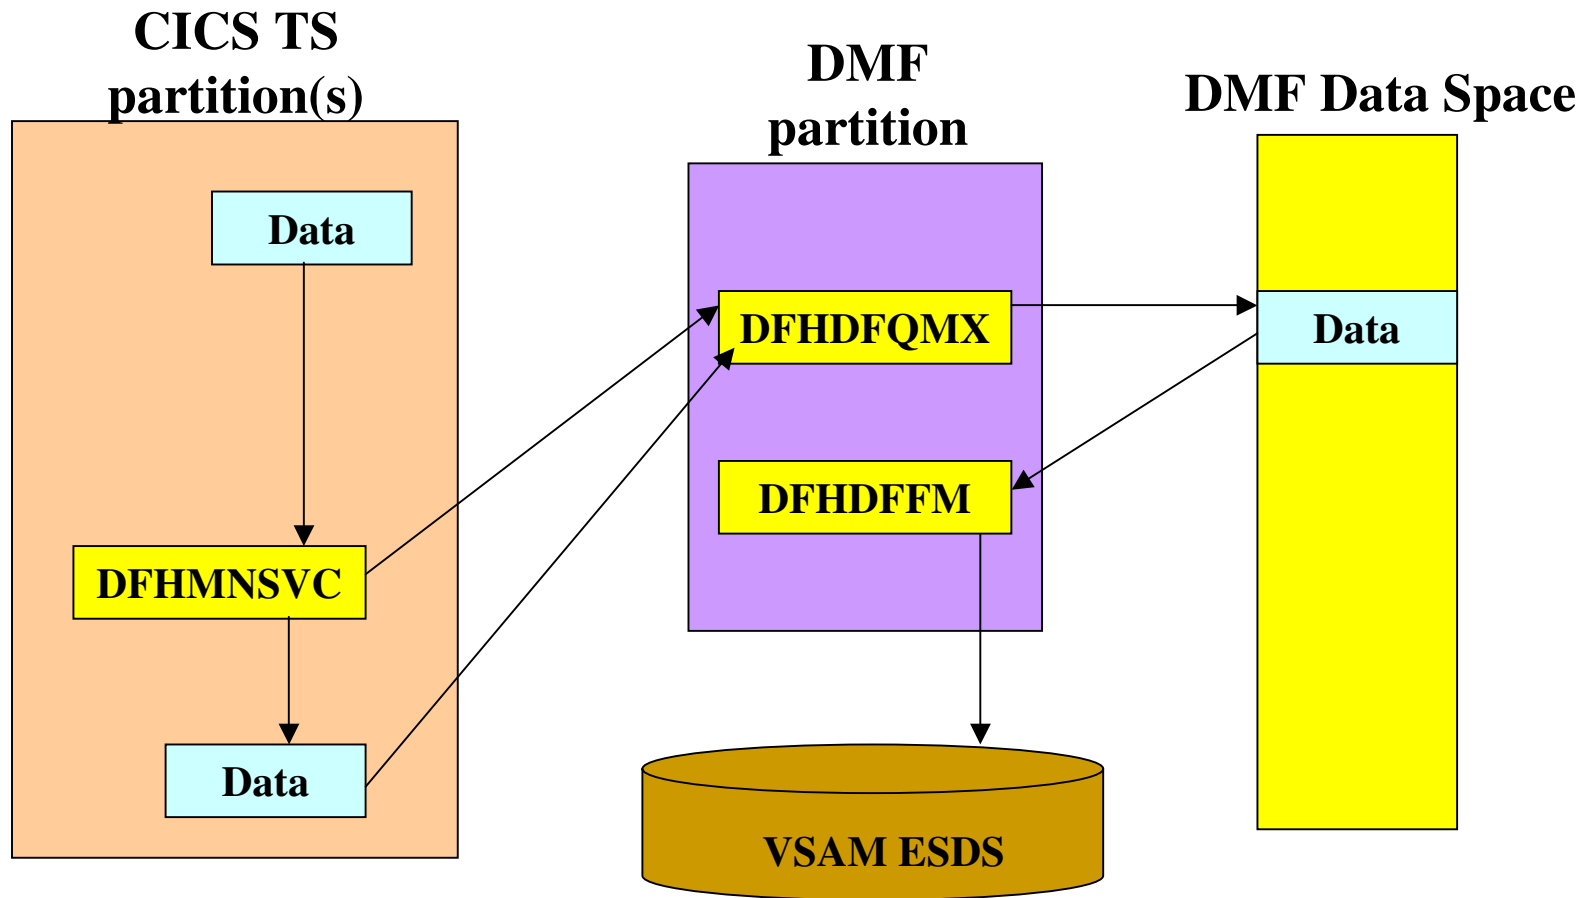 CICS TS
partition(s)
DMF
partition
DMF Data Space
Data
DFHDFQMX
Data
DFHDFFM
DFHMNSVC
Data
VSAM ESDS